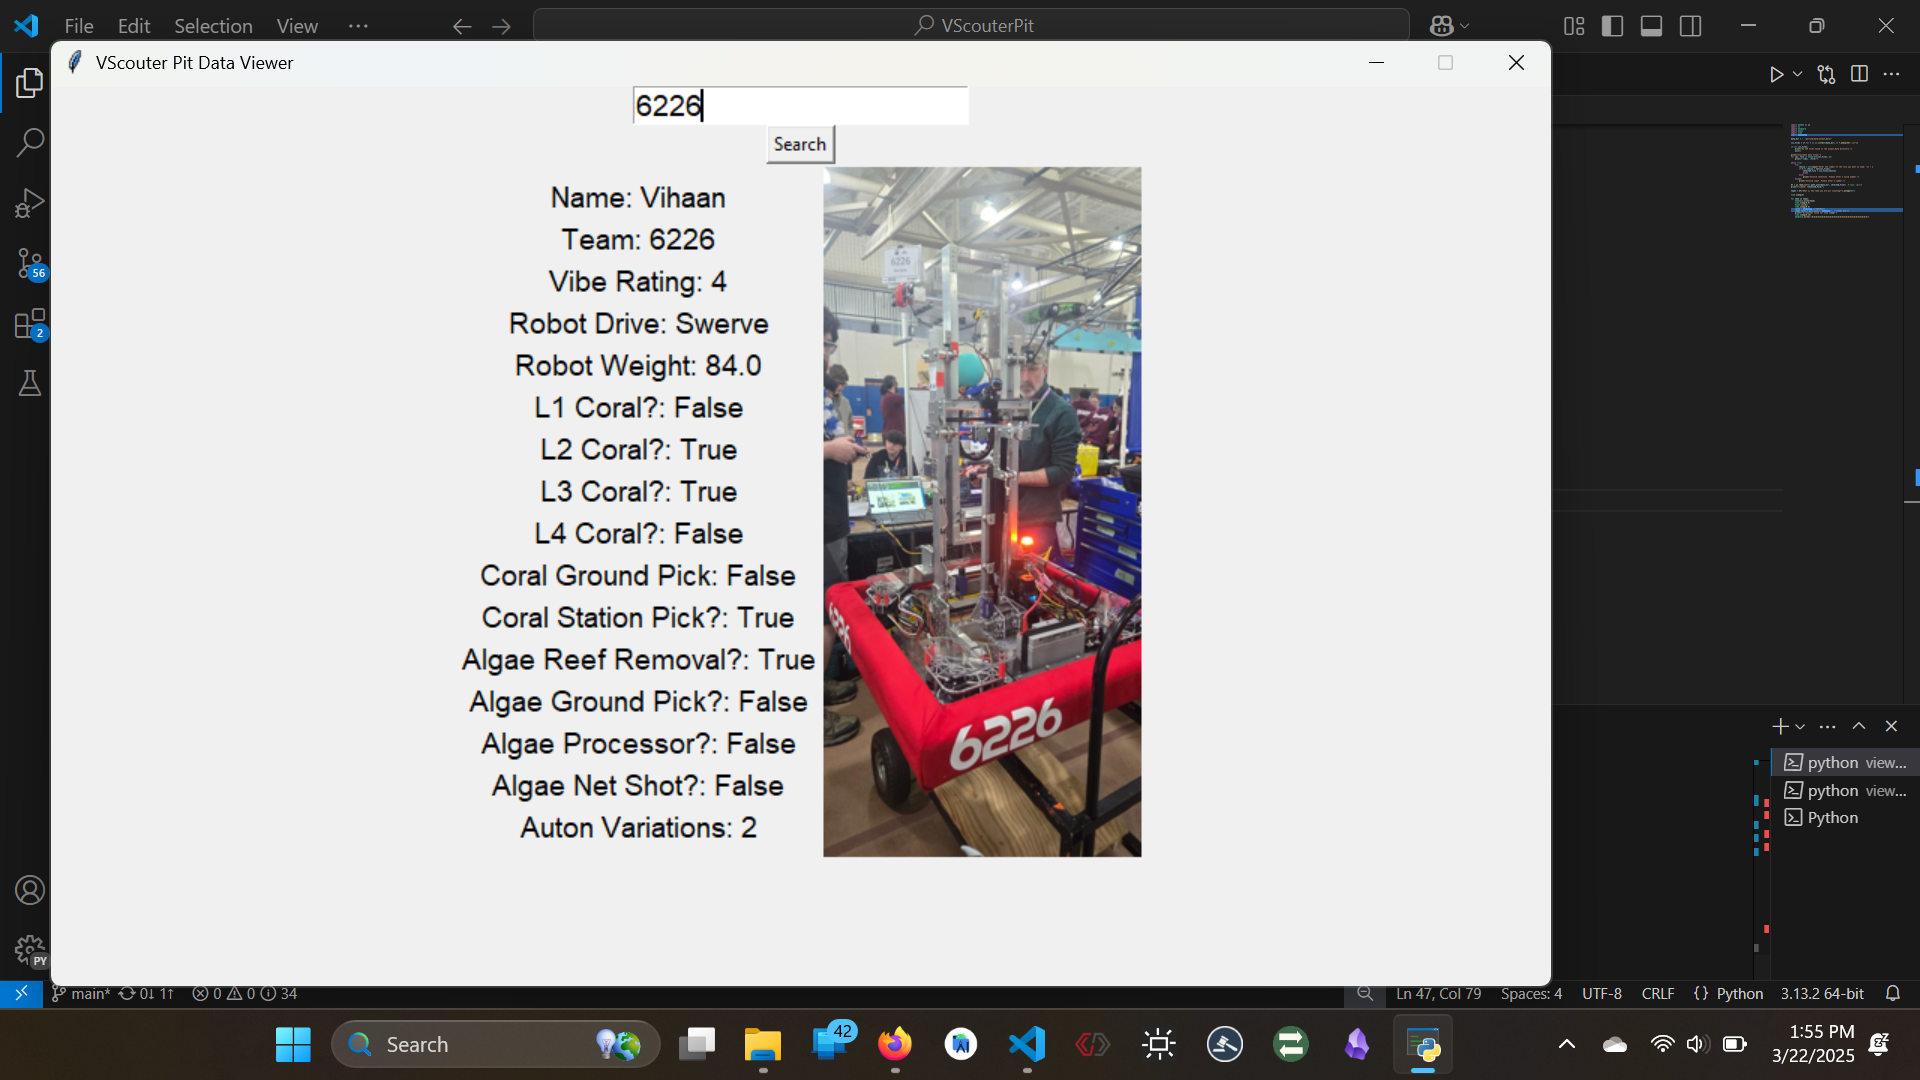 File Edit Selection View ···
VScouterPit
VScouter Pit Data Viewer
6226
Search
Name: Vihaan
Team: 6226
Vibe Rating: 4
Robot Drive: Swerve
Robot Weight: 84.0
L1 Coral?: False
L2 Coral?: True
L3 Coral?: True
L4 Coral?: False
Coral Ground Pick: False
Coral Station Pick?: True
Algae Reef Removal?: True
Algae Ground Pick?: False
Algae Processor?: False
Algae Net Shot?: False
Auton Variations: 2
6226
6226
6226
56
2
PY
python view...
python view...
Python
main* 0↓ 1↑ 0 0 34
Ln 47, Col 79 Spaces: 4 UTF-8 CRLF {} Python 3.13.2 64-bit
Search
42
1:55 PM
3/22/2025